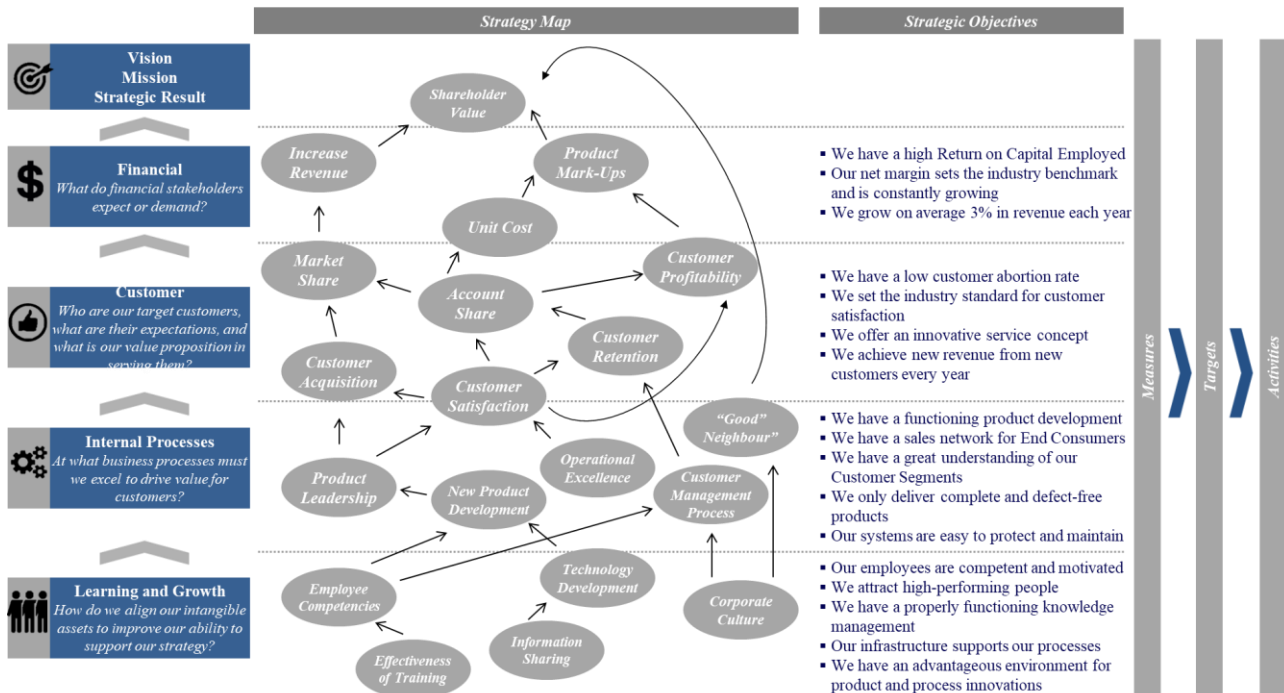 Strategy Map
Strategic Objectives
Vision
Mission
Strategic Result
Shareholder
Value
Financial
What do financial stakeholders
expect or demand?
Increase
Revenue
Product
Mark-Ups
Unit Cost
▪ We have a high Return on Capital Employed
▪ Our net margin sets the industry benchmark
and is constantly growing
▪ We grow on average 3% in revenue each year
Customer
Who are our target customers,
what are their expectations, and
what is our value proposition in
serving them?
Market
Share
Account
Share
Customer
Profitability
Customer
Retention
Customer
Acquisition
Customer
Satisfaction
▪ We have a low customer abortion rate
▪ We set the industry standard for customer
satisfaction
▪ We offer an innovative service concept
▪ We achieve new revenue from new
customers every year
Internal Processes
At what business processes must
we excel to drive value for
customers?
"Good"
Neighbour"
Product
Leadership
New Product
Development
Operational
Excellence
Customer
Management
Process
▪ We have a functioning product development
▪ We have a sales network for End Consumers
▪ We have a great understanding of our
Customer Segments
▪ We only deliver complete and defect-free
products
▪ Our systems are easy to protect and maintain
Learning and Growth
How do we align our intangible
assets to improve our ability to
support our strategy?
Employee
Competencies
Technology
Development
Corporate
Culture
Effectiveness
of Training
Information
Sharing
▪ Our employees are competent and motivated
▪ We attract high-performing people
▪ We have a properly functioning knowledge
management
▪ Our infrastructure supports our processes
▪ We have an advantageous environment for
product and process innovations
Measures
Targets
Activities